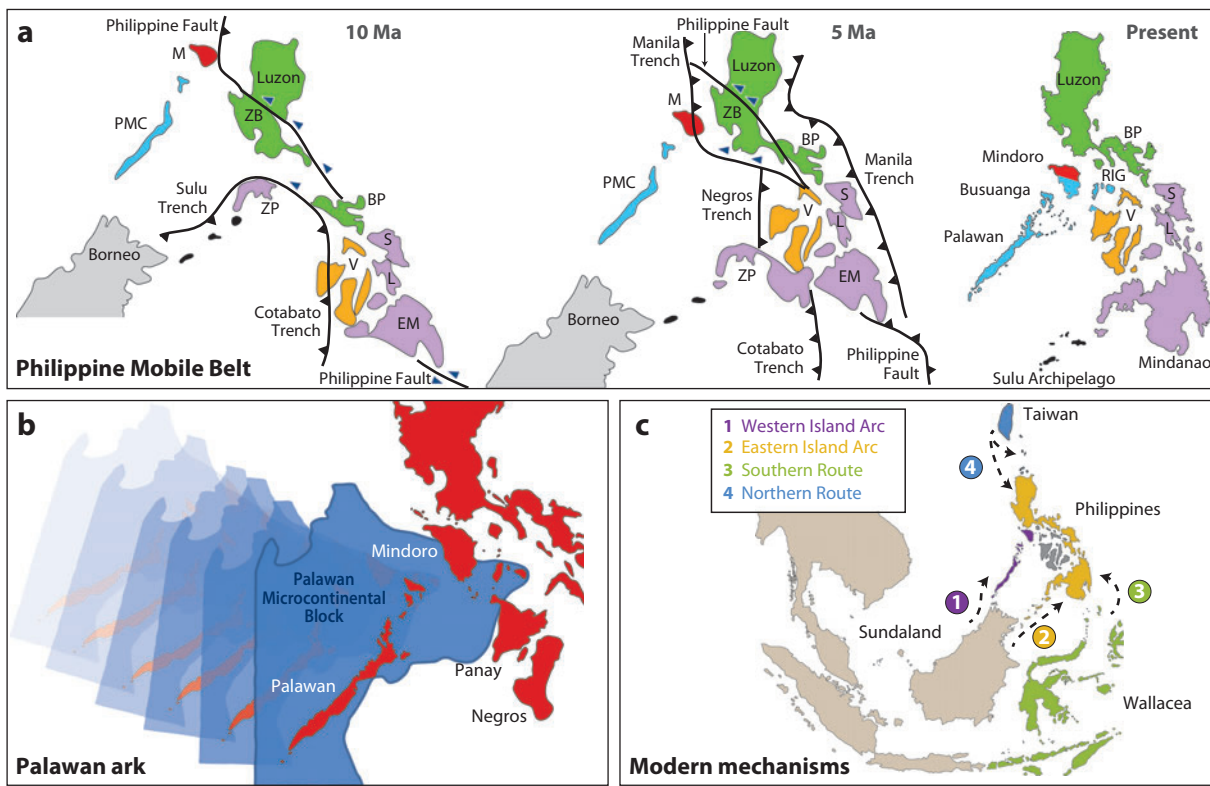 a
10 Ma
Philippine Fault
M
Luzon
ZB
PMC
Sulu
Trench
ZP
BP
Borneo
S
V
L
Cotabato
Trench
EM
Philippine Fault
Philippine Mobile Belt
5 Ma
Philippine Fault
Manila
Trench
Luzon
M
ZB
BP
PMC
Manila
Trench
Negros
Trench
S
V
L
ZP
EM
Borneo
Cotabato
Trench
Philippine
Fault
Present
Luzon
BP
Mindoro
RIG
Busuanga
S
V
Palawan
L
Mindanao
Sulu Archipelago
b
Mindoro
Palawan
Microcontinental
Block
Palawan
Panay
Negros
Palawan ark
c
1 Western Island Arc
2 Eastern Island Arc
3 Southern Route
4 Northern Route
Taiwan
4
Philippines
1
3
Sundaland
2
Wallacea
Modern mechanisms